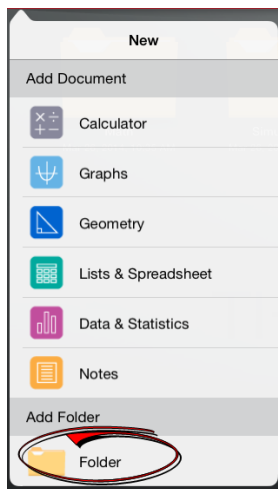 New
Add Document
Calculator
Graphs
Geometry
Lists & Spreadsheet
Data & Statistics
Notes
Add Folder
Folder